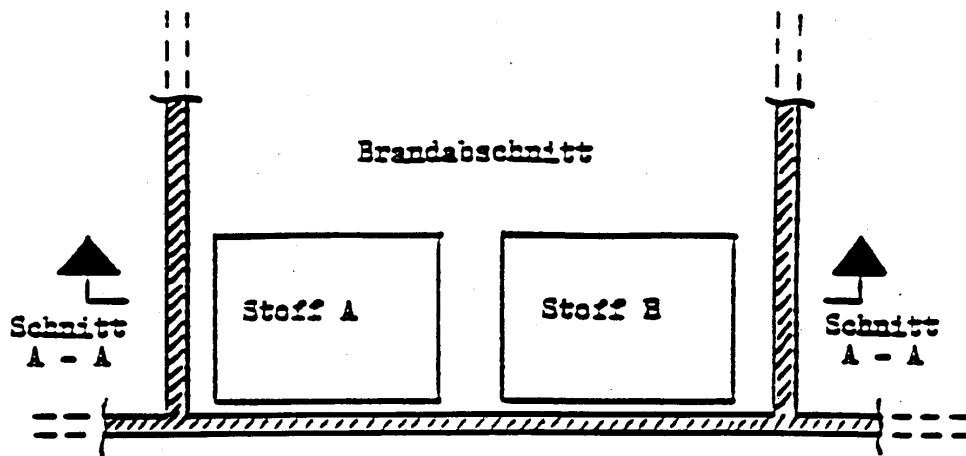 Brandabschnitt
Stoff A
Stoff B
Schnitt
A - A
Schnitt
A - A